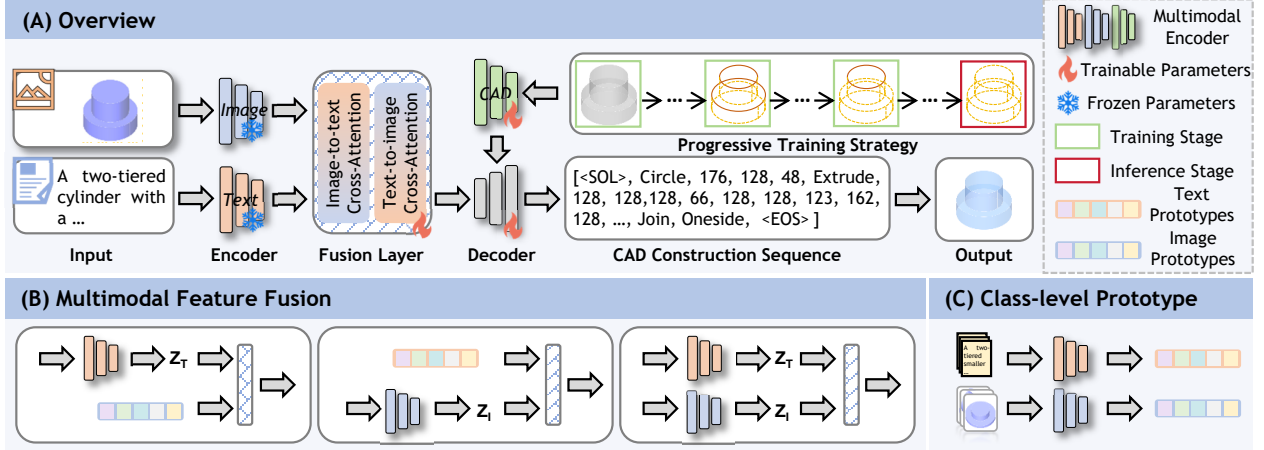 (A) Overview
Image
A two-tiered
cylinder with
a ...
Text
Input
Encoder
Image-to-text
Cross-Attention
Text-to-image
Cross-Attention
Fusion Layer
CAD
Decoder
... ... ...
Progressive Training Strategy
[<SOL>, Circle, 176, 128, 48, Extrude,
128, 128,128, 66, 128, 128, 123, 162,
128, …, Join, Oneside, <EOS> ]
CAD Construction Sequence
Output
Multimodal
Encoder
Trainable Parameters
Frozen Parameters
Training Stage
Inference Stage
Text
Prototypes
Image
Prototypes
(B) Multimodal Feature Fusion
Z_T
Z_I
Z_T
Z_I
(C) Class-level Prototype
A two-
tiered
smaller
...